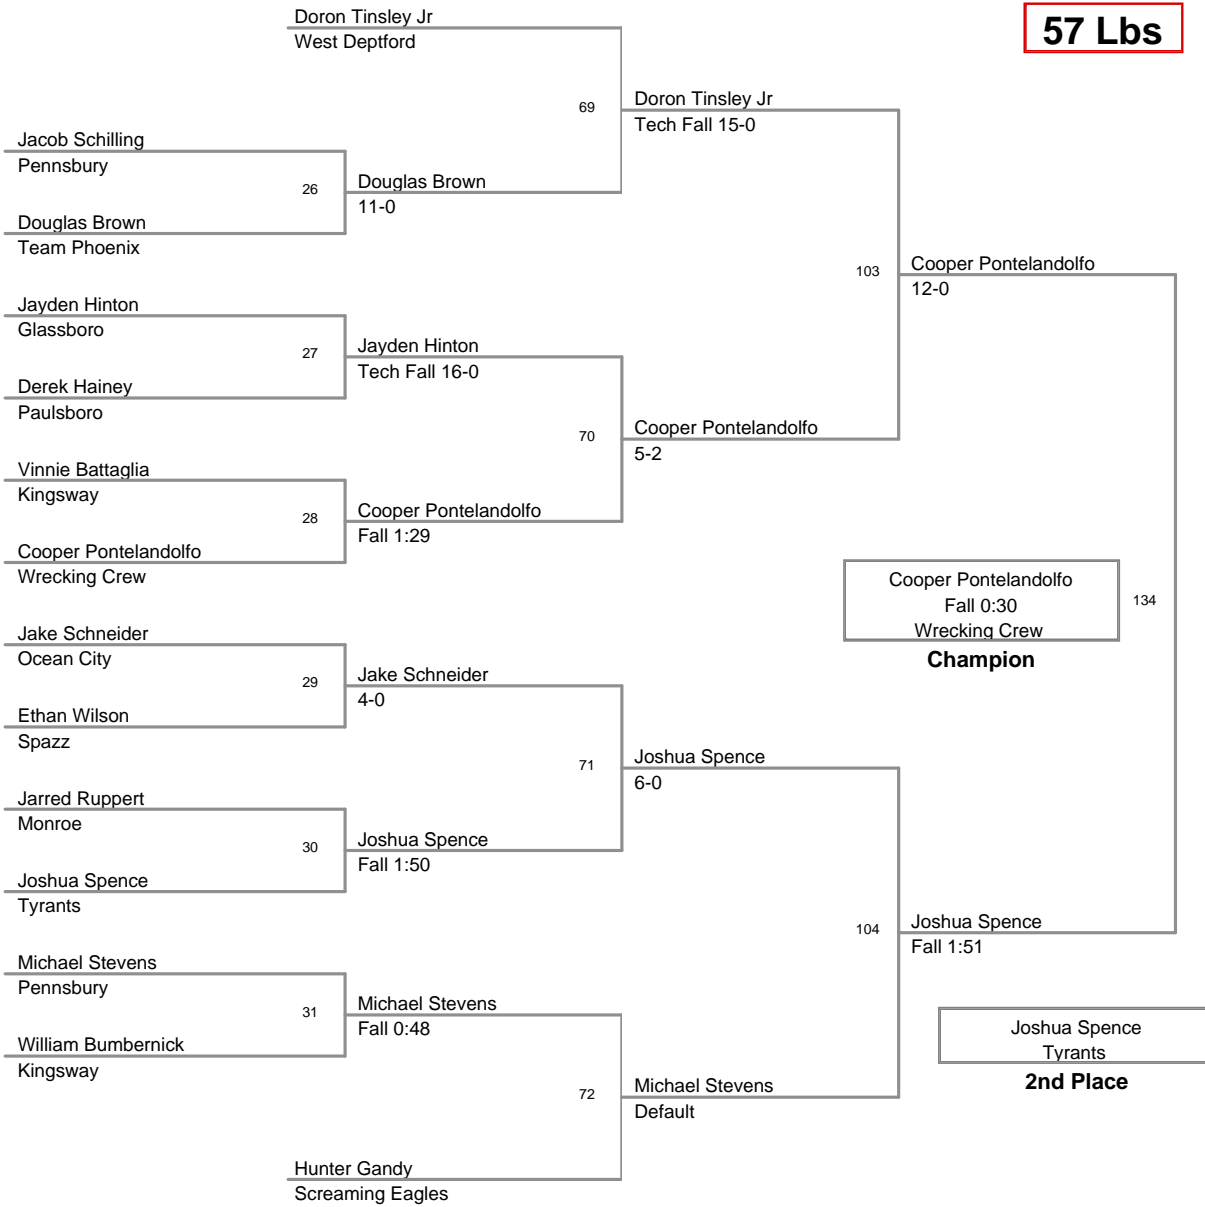 Doron Tinsley Jr
West Deptford
57 Lbs
69
Doron Tinsley Jr
Tech Fall 15-0
Jacob Schilling
Pennsbury
26
Douglas Brown
11-0
Douglas Brown
Team Phoenix
103
Cooper Pontelandolfo
12-0
Jayden Hinton
Glassboro
27
Jayden Hinton
Tech Fall 16-0
Derek Hainey
Paulsboro
70
Cooper Pontelandolfo
5-2
Vinnie Battaglia
Kingsway
28
Cooper Pontelandolfo
Fall 1:29
Cooper Pontelandolfo
Wrecking Crew
Cooper Pontelandolfo
Fall 0:30
Wrecking Crew
Champion
134
Jake Schneider
Ocean City
29
Jake Schneider
4-0
Ethan Wilson
Spazz
71
Joshua Spence
6-0
Jarred Ruppert
Monroe
30
Joshua Spence
Fall 1:50
Joshua Spence
Tyrants
104
Joshua Spence
Fall 1:51
Michael Stevens
Pennsbury
31
Michael Stevens
Fall 0:48
William Bumbernick
Kingsway
Joshua Spence
Tyrants
2nd Place
72
Michael Stevens
Default
Hunter Gandy
Screaming Eagles